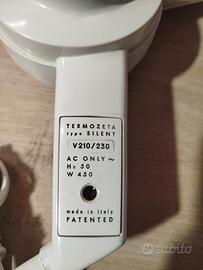 TERMOZETA
type SILENT
V210/230
AC ONLY ~
Hz 50
W 450
made in Italy
PATENTED
subito